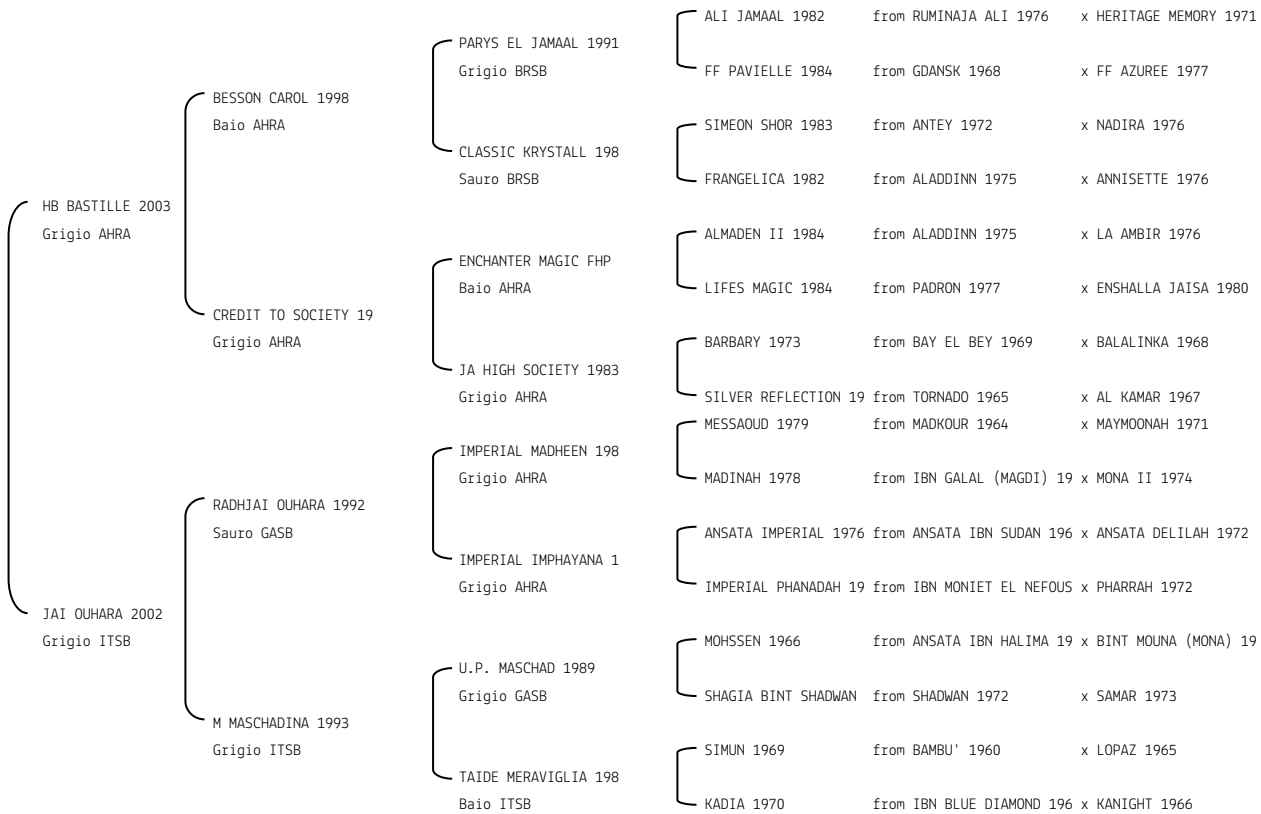 ALI JAMAAL 1982 from RUMINAJA ALI 1976 x HERITAGE MEMORY 1971
PARYS EL JAMAAL 1991
Grigio BRSB FF PAVIELLE 1984 from GDANSK 1968 x FF AZUREE 1977
BESSON CAROL 1998
Baio AHRA SIMEON SHOR 1983 from ANTEY 1972 x NADIRA 1976
CLASSIC KRYSTALL 198
Sauro BRSB FRANGELICA 1982 from ALADDINN 1975 x ANNISETTE 1976
HB BASTILLE 2003
Grigio AHRA ALMADEN II 1984 from ALADDINN 1975 x LA AMBIR 1976
ENCHANTER MAGIC FHP
Baio AHRA LIFES MAGIC 1984 from PADRON 1977 x ENSHALLA JAISA 1980
CREDIT TO SOCIETY 19
Grigio AHRA BARBARY 1973 from BAY EL BEY 1969 x BALALINKA 1968
JA HIGH SOCIETY 1983
Grigio AHRA SILVER REFLECTION 19 from TORNADO 1965 x AL KAMAR 1967
MESSAOUD 1979 from MADKOUR 1964 x MAYMOONAH 1971
IMPERIAL MADHEEN 198
Grigio AHRA MADINAH 1978 from IBN GALAL (MAGDI) 19 x MONA II 1974
RADHJAI OUHARA 1992
Sauro GASB ANSATA IMPERIAL 1976 from ANSATA IBN SUDAN 196 x ANSATA DELILAH 1972
IMPERIAL IMPHAYANA 1
Grigio AHRA IMPERIAL PHANADAH 19 from IBN MONIET EL NEFOUS x PHARRAH 1972
JAI OUHARA 2002
Grigio ITSB MOHSSEN 1966 from ANSATA IBN HALIMA 19 x BINT MOUNA (MONA) 19
U.P. MASCHAD 1989
Grigio GASB SHAGIA BINT SHADWAN from SHADWAN 1972 x SAMAR 1973
M MASCHADINA 1993
Grigio ITSB SIMUN 1969 from BAMBU' 1960 x LOPAZ 1965
TAIDE MERAVIGLIA 198
Baio ITSB KADIA 1970 from IBN BLUE DIAMOND 196 x KANIGHT 1966